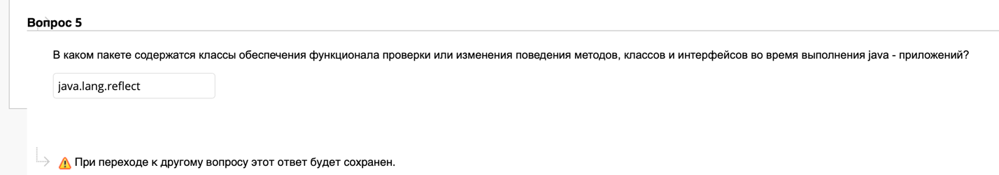 Вопрос 5
В каком пакете содержатся классы обеспечения функционала проверки или изменения поведения методов, классов и интерфейсов во время выполнения java - приложений?
java.lang.reflect
При переходе к другому вопросу этот ответ будет сохранен.